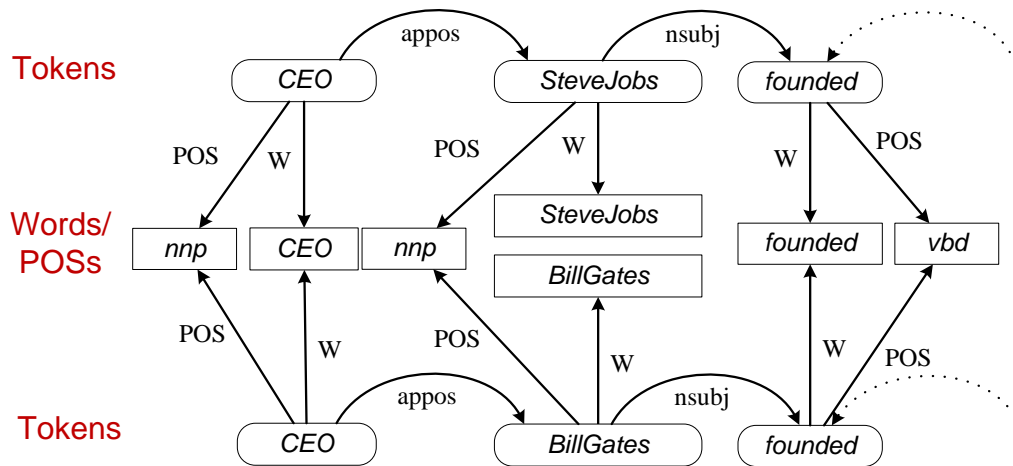 appos
nsubj
Tokens
CEO
SteveJobs
founded
POS
W
POS
W
W
POS
Words/
POSs
SteveJobs
nnp
CEO
nnp
founded
vbd
BillGates
POS
W
POS
W
W
POS
appos
nsubj
Tokens
CEO
BillGates
founded